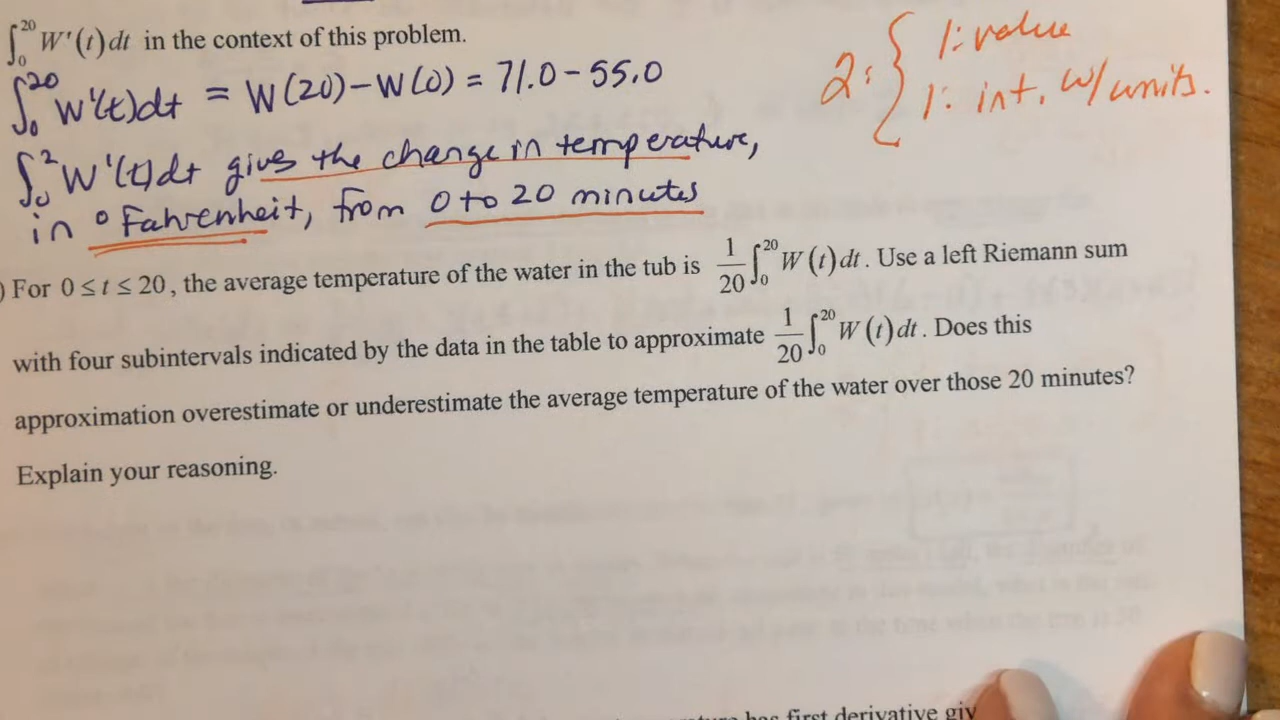 ∫₀²⁰ W'(t) dt in the context of this problem.
∫₀²⁰ W'(t)dt = W(20) - W(0) = 71.0 - 55.0
2: { 1: value
1: int. w/ units.
∫₀² W'(t)dt gives the change in temperature,
in ° Fahrenheit, from 0 to 20 minutes
) For 0 ≤ t ≤ 20, the average temperature of the water in the tub is 1/20 ∫₀²⁰ W(t) dt. Use a left Riemann sum
with four subintervals indicated by the data in the table to approximate 1/20 ∫₀²⁰ W(t) dt. Does this
approximation overestimate or underestimate the average temperature of the water over those 20 minutes?
Explain your reasoning.
has first derivative giv